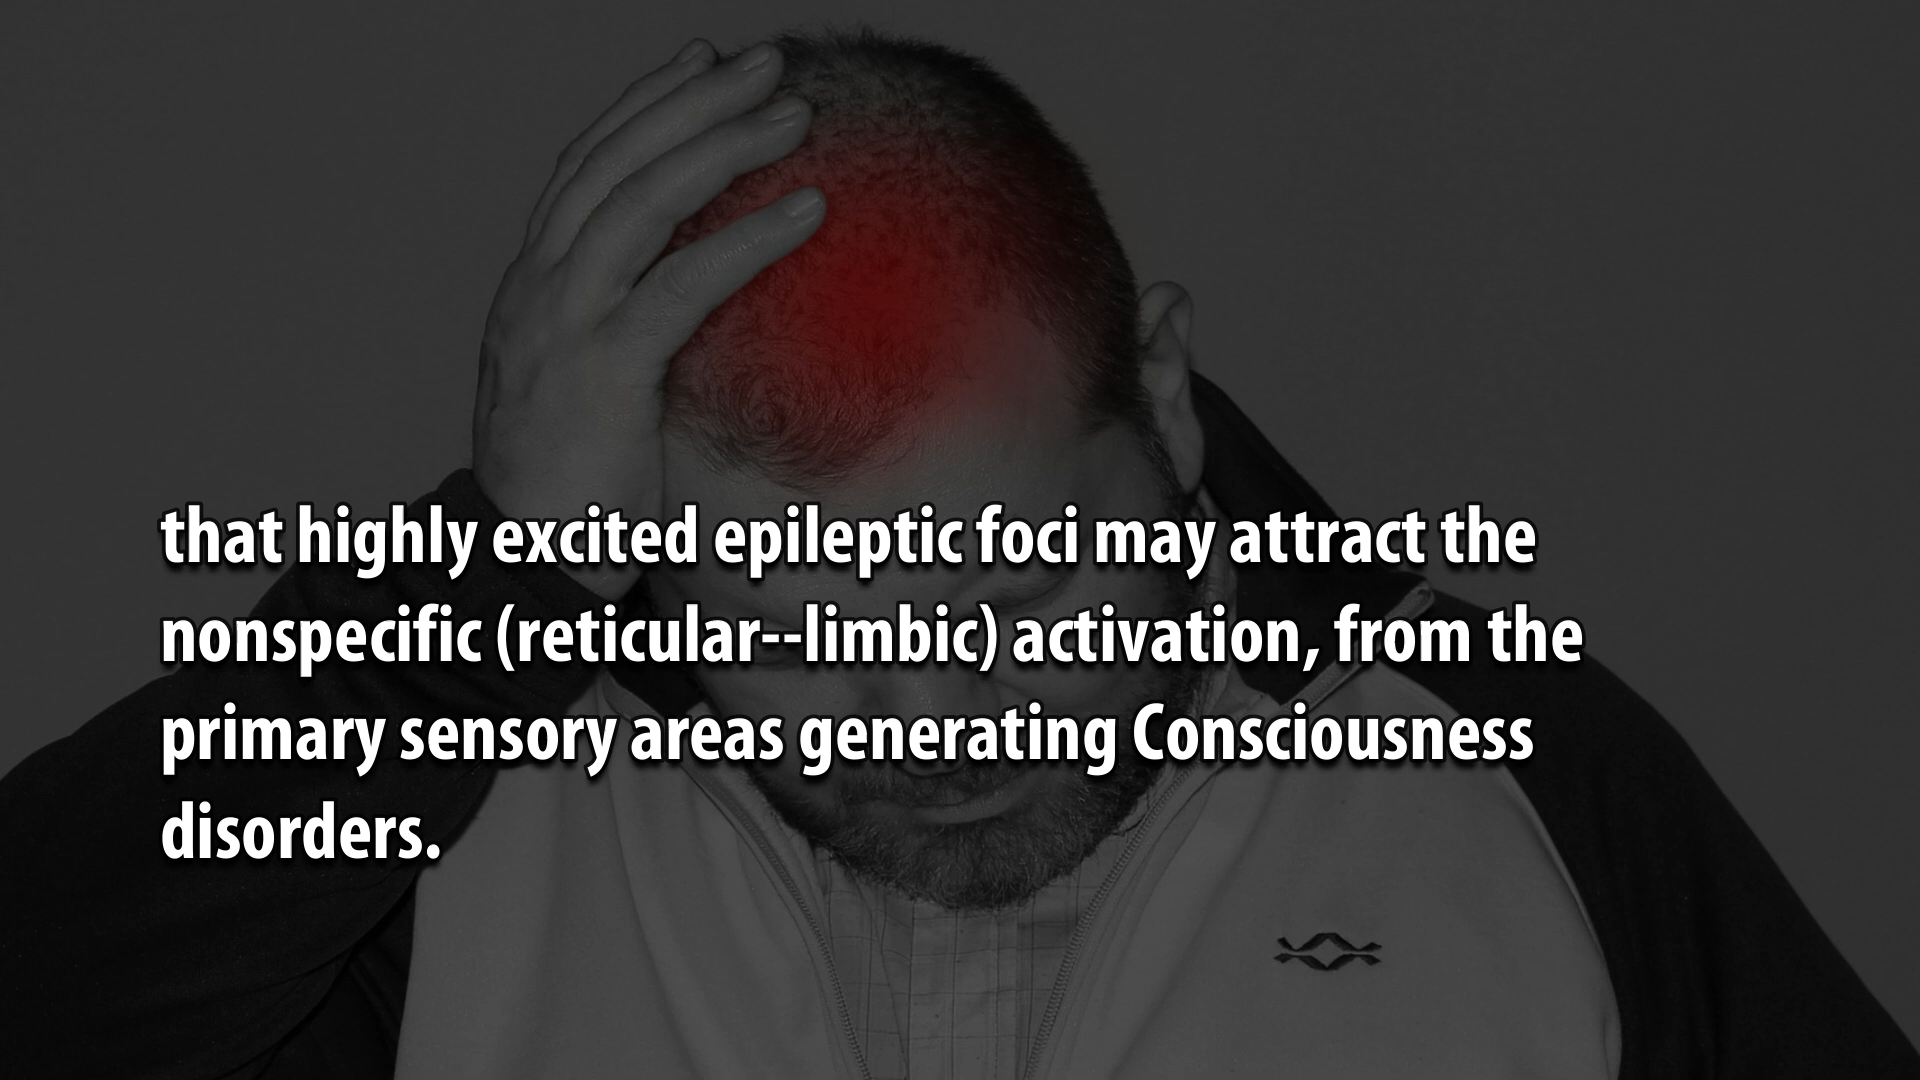 that highly excited epileptic foci may attract the
nonspecific (reticular--limbic) activation, from the
primary sensory areas generating Consciousness
disorders.